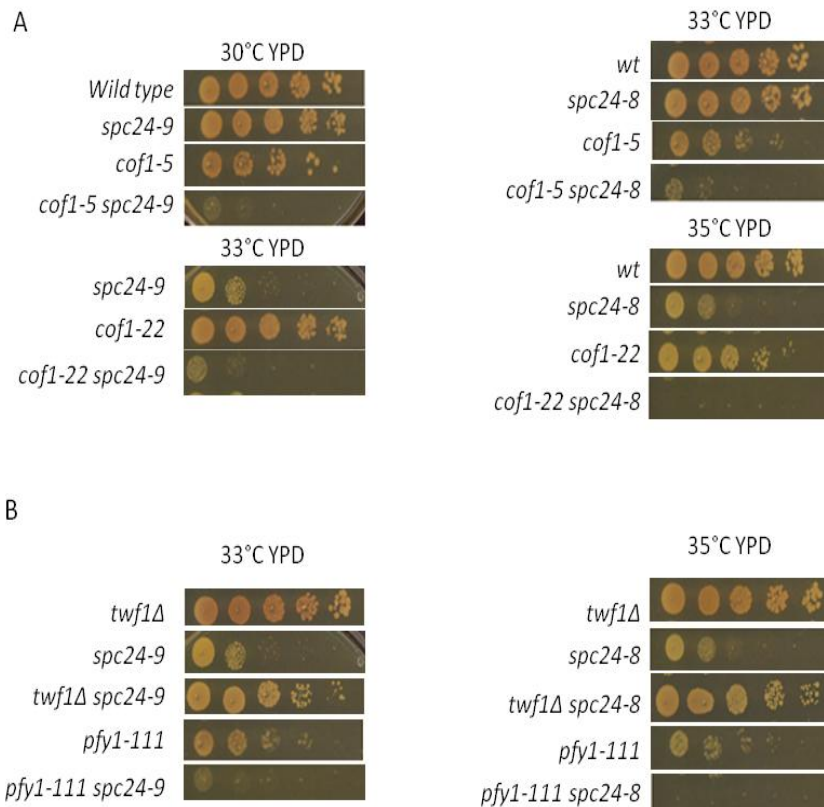 A
30°C YPD
Wild type
spc24-9
cof1-5
cof1-5 spc24-9
33°C YPD
spc24-9
cof1-22
cof1-22 spc24-9
33°C YPD
wt
spc24-8
cof1-5
cof1-5 spc24-8
35°C YPD
wt
spc24-8
cof1-22
cof1-22 spc24-8
B
33°C YPD
twf1Δ
spc24-9
twf1Δ spc24-9
pfy1-111
pfy1-111 spc24-9
35°C YPD
twf1Δ
spc24-8
twf1Δ spc24-8
pfy1-111
pfy1-111 spc24-8